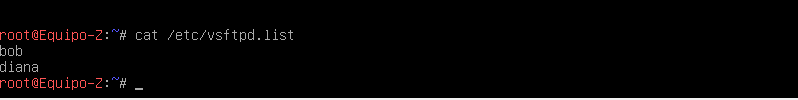 root@Equipo-Z:~# cat /etc/vsftpd.list
bob
diana
root@Equipo-Z:~# _